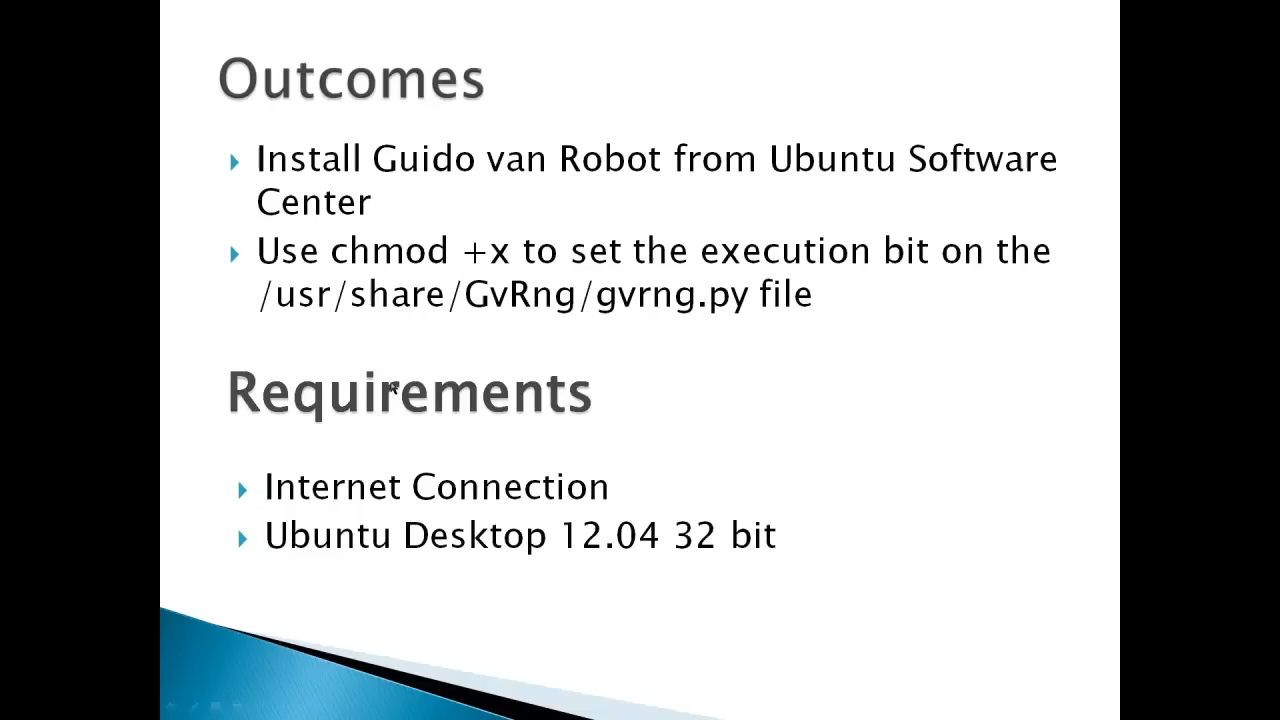 Outcomes
Install Guido van Robot from Ubuntu Software
Center
Use chmod +x to set the execution bit on the
/usr/share/GvRng/gvrng.py file
Requirements
Internet Connection
Ubuntu Desktop 12.04 32 bit